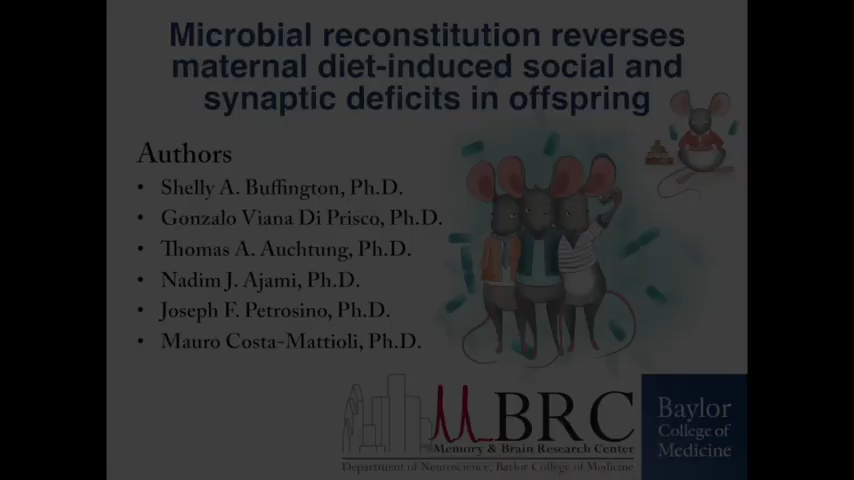 Microbial reconstitution reverses
maternal diet-induced social and
synaptic deficits in offspring
Authors
• Shelly A. Buffington, Ph.D.
• Gonzalo Viana Di Prisco, Ph.D.
• Thomas A. Auchtung, Ph.D.
• Nadim J. Ajami, Ph.D.
• Joseph F. Petrosino, Ph.D.
• Mauro Costa-Mattioli, Ph.D.
MBRC
Memory & Brain Research Center
Department of Neuroscience, Baylor College of Medicine
Baylor
College of
Medicine